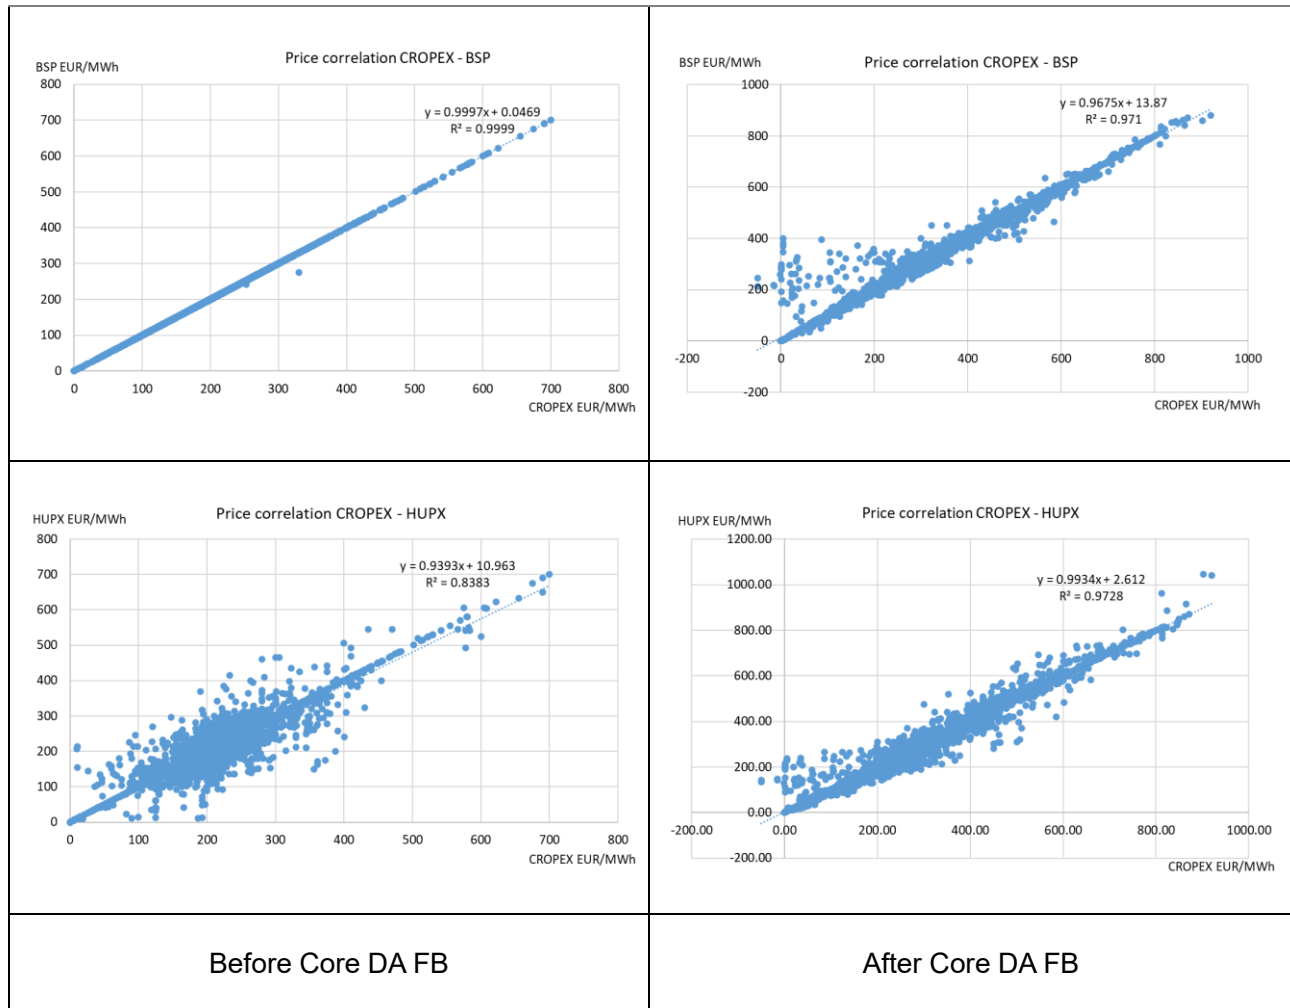 Price correlation CROPEX - BSP
BSP EUR/MWh
800
700
600
500
400
300
200
100
0
y = 0.9997x + 0.0469
R² = 0.9999
0 100 200 300 400 500 600 700 800
CROPEX EUR/MWh
Price correlation CROPEX - BSP
BSP EUR/MWh
1000
800
600
400
200
0
-200
y = 0.9675x + 13.87
R² = 0.971
-200 0 200 400 600 800 1000
CROPEX EUR/MWh
Price correlation CROPEX - HUPX
HUPX EUR/MWh
800
700
600
500
400
300
200
100
0
y = 0.9393x + 10.963
R² = 0.8383
0 100 200 300 400 500 600 700 800
CROPEX EUR/MWh
Price correlation CROPEX - HUPX
HUPX EUR/MWh
1200.00
1000.00
800.00
600.00
400.00
200.00
0.00
-200.00
y = 0.9934x + 2.612
R² = 0.9728
-200.00 0.00 200.00 400.00 600.00 800.00 1000.00
CROPEX EUR/MWh
Before Core DA FB
After Core DA FB